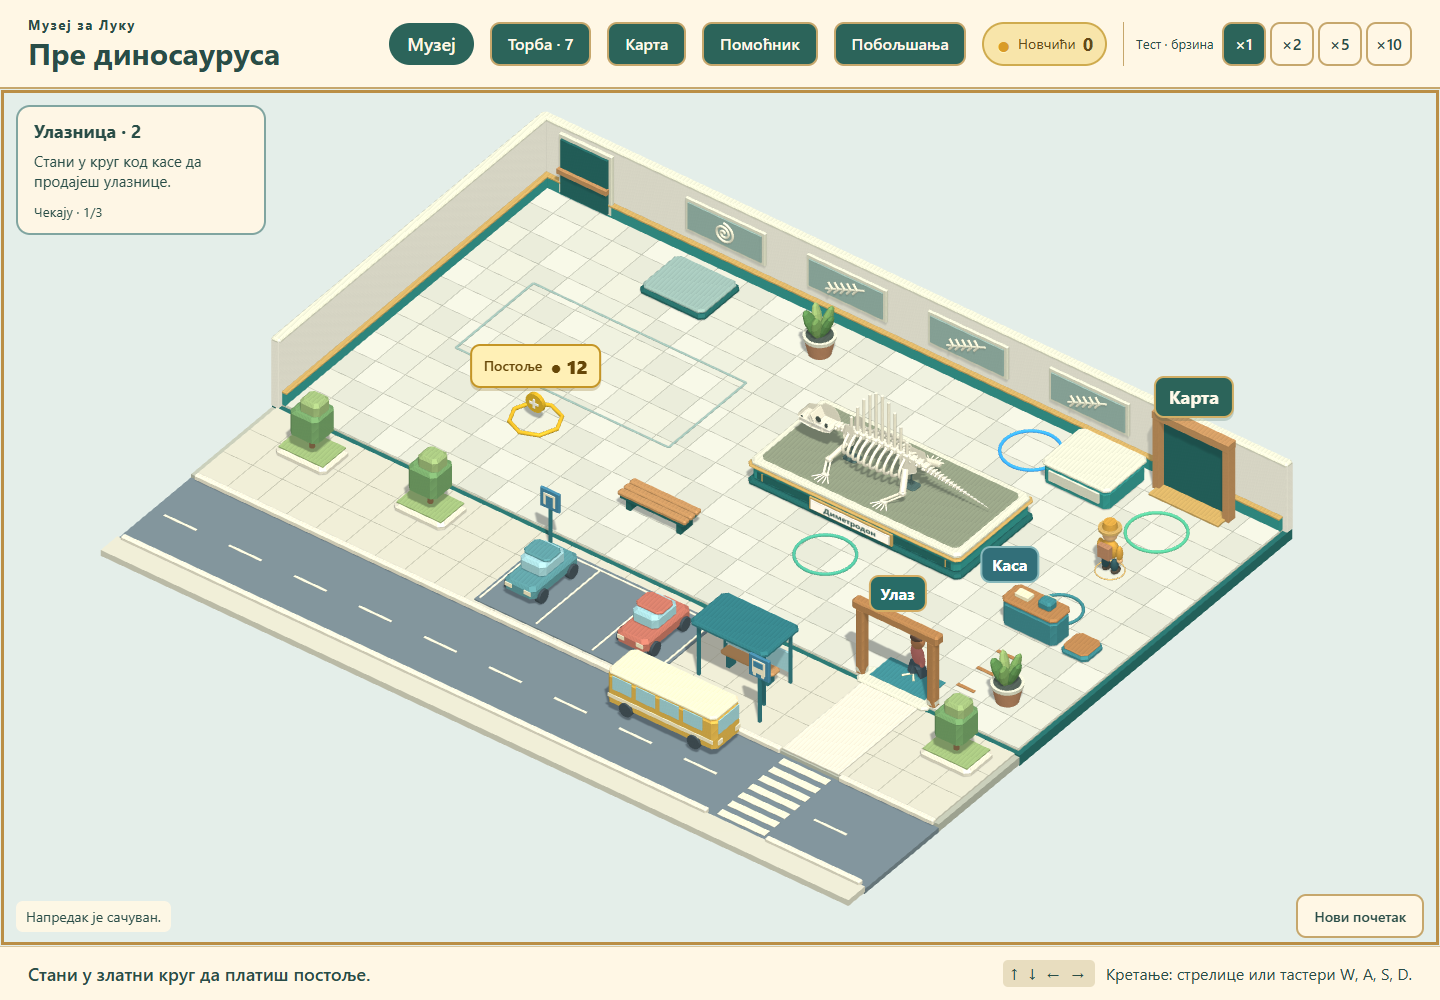 Музеј за Луку
Пре диносауруса
Музеј
Торба · 7
Карта
Помоћник
Побољшања
Новчићи 0
Тест · брзина
×1
×2
×5
×10
Улазница · 2
Стани у круг код касе да
продајеш улазнице.
Чекају · 1/3
Постоље 12
Карта
Диметродон
Каса
Улаз
Напредак је сачуван.
Нови почетак
Стани у златни круг да платиш постоље.
↑ ↓ ← → Кретање: стрелице или тастери W, A, S, D.